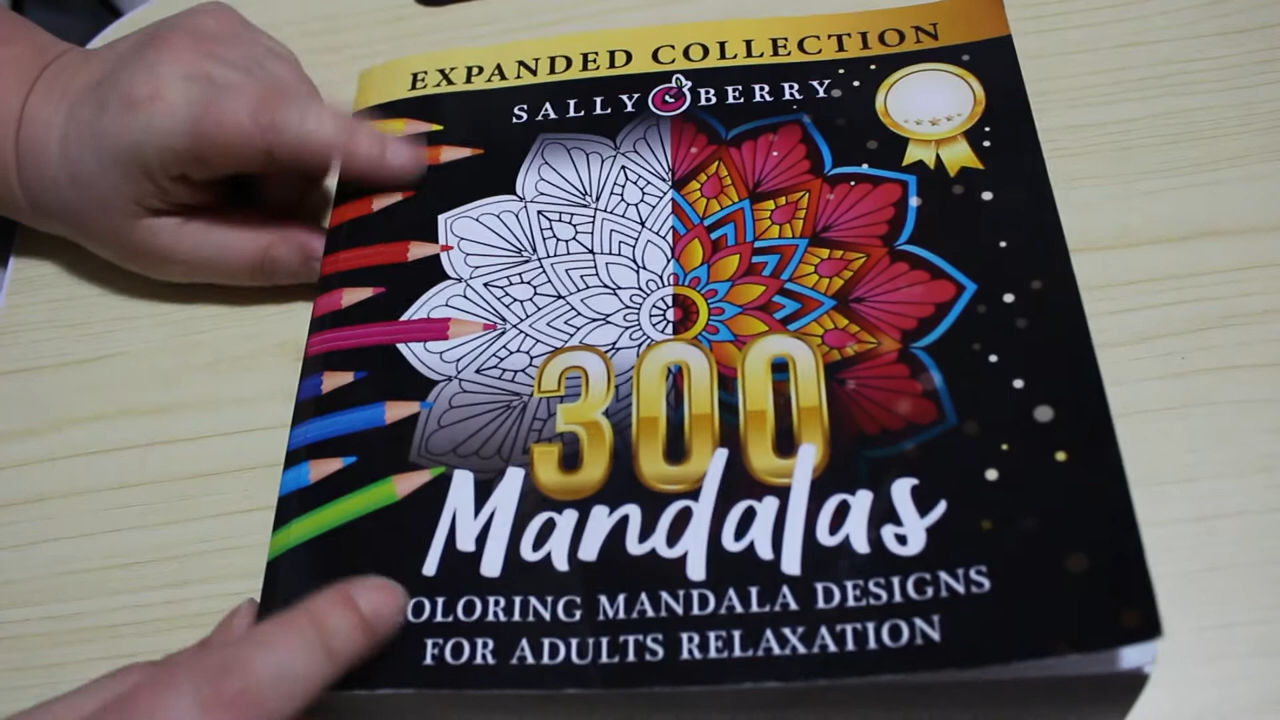 EXPANDED COLLECTION
SALLY BERRY
300
Mandalas
OLORING MANDALA DESIGNS
FOR ADULTS RELAXATION